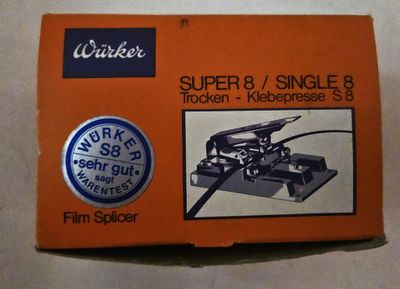 Würker
SUPER 8 / SINGLE 8
Trocken - Klebepresse S 8
WÜRKER
S8
• sehr gut •
sagt
WARENTEST
Film Splicer